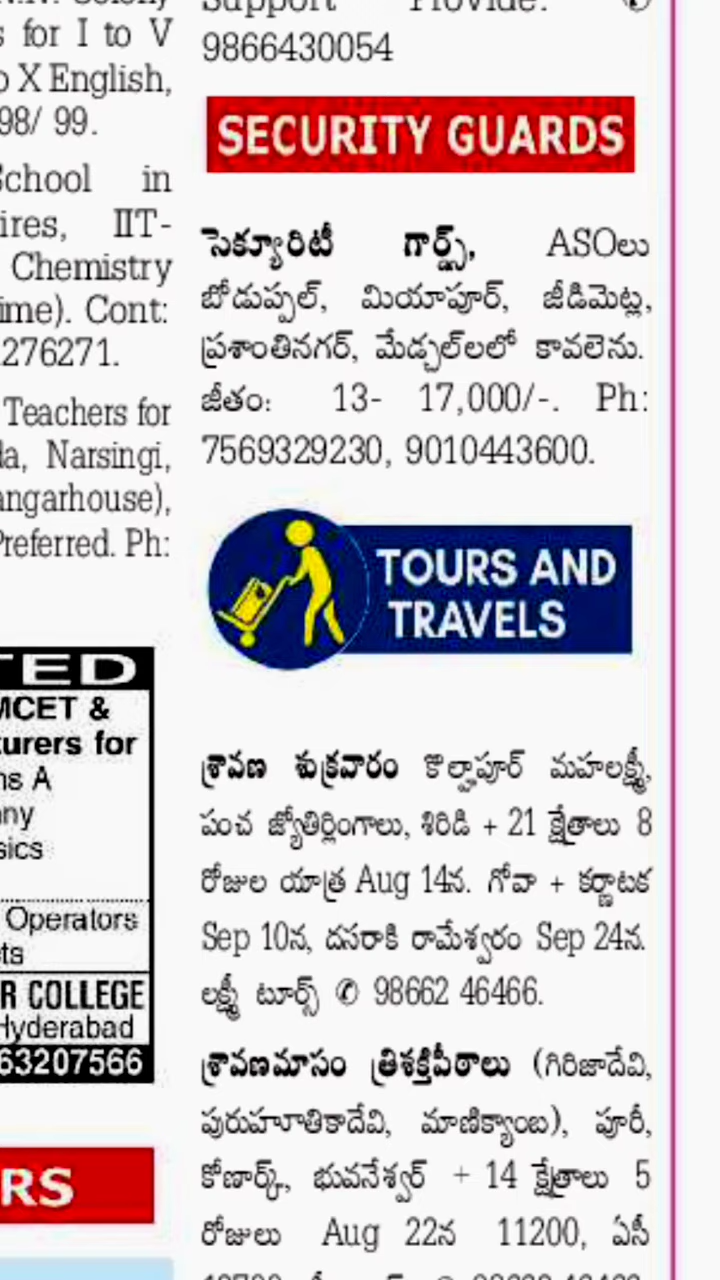 s for I to V
o X English,
98/ 99.
School in
ires, IIT-
Chemistry
ime). Cont:
276271.
Teachers for
la, Narsingi,
angarhouse),
Preferred. Ph:
TED
MCET &
turers for
ns A
any
sics
Operators
ts
R COLLEGE
Hyderabad
63207566
RS
Support Provide: ✆
9866430054
SECURITY GUARDS
సెక్యూరిటీ గార్డ్స్, ASOలు
బోడుప్పల్, మియాపూర్, జీడిమెట్ల,
ప్రశాంతినగర్, మేడ్చల్‌లలో కావలెను.
జీతం: 13- 17,000/-. Ph:
7569329230, 9010443600.
TOURS AND
TRAVELS
శ్రావణ శుక్రవారం కొల్హాపూర్ మహలక్ష్మీ,
పంచ జ్యోతిర్లింగాలు, శిరిడి + 21 క్షేత్రాలు 8
రోజుల యాత్ర Aug 14న. గోవా + కర్ణాటక
Sep 10న, దసరాకి రామేశ్వరం Sep 24న.
లక్ష్మీ టూర్స్ ✆ 98662 46466.
శ్రావణమాసం త్రిశక్తిపీఠాలు (గిరిజాదేవి,
పురుహూతికాదేవి, మాణిక్యాంబ), పూరీ,
కోణార్క్, భువనేశ్వర్ + 14 క్షేత్రాలు 5
రోజులు Aug 22న 11200, ఏసీ